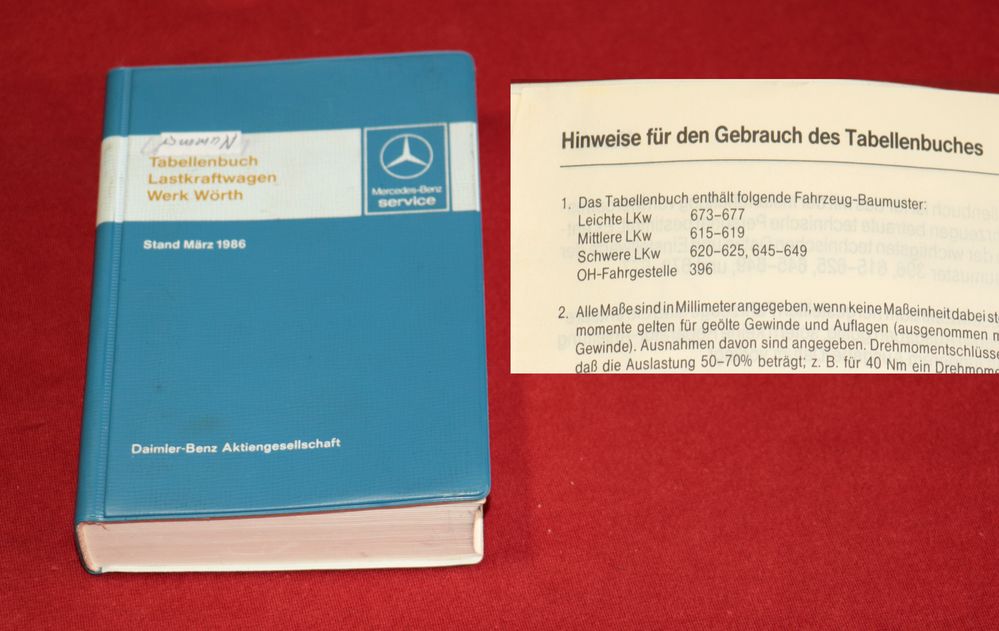 Tabellenbuch
Lastkraftwagen
Werk Wörth
Mercedes-Benz
service
Stand März 1986
Daimler-Benz Aktiengesellschaft
Hinweise für den Gebrauch des Tabellenbuches
1. Das Tabellenbuch enthält folgende Fahrzeug-Baumuster:
Leichte LKw 673–677
Mittlere LKw 615–619
Schwere LKw 620–625, 645–649
OH-Fahrgestelle 396
2. Alle Maße sind in Millimeter angegeben, wenn keine Maßeinheit dabei ste
momente gelten für geölte Gewinde und Auflagen (ausgenommen m
Gewinde). Ausnahmen davon sind angegeben. Drehmomentschlüsse
daß die Auslastung 50–70% beträgt; z. B. für 40 Nm ein Drehmome